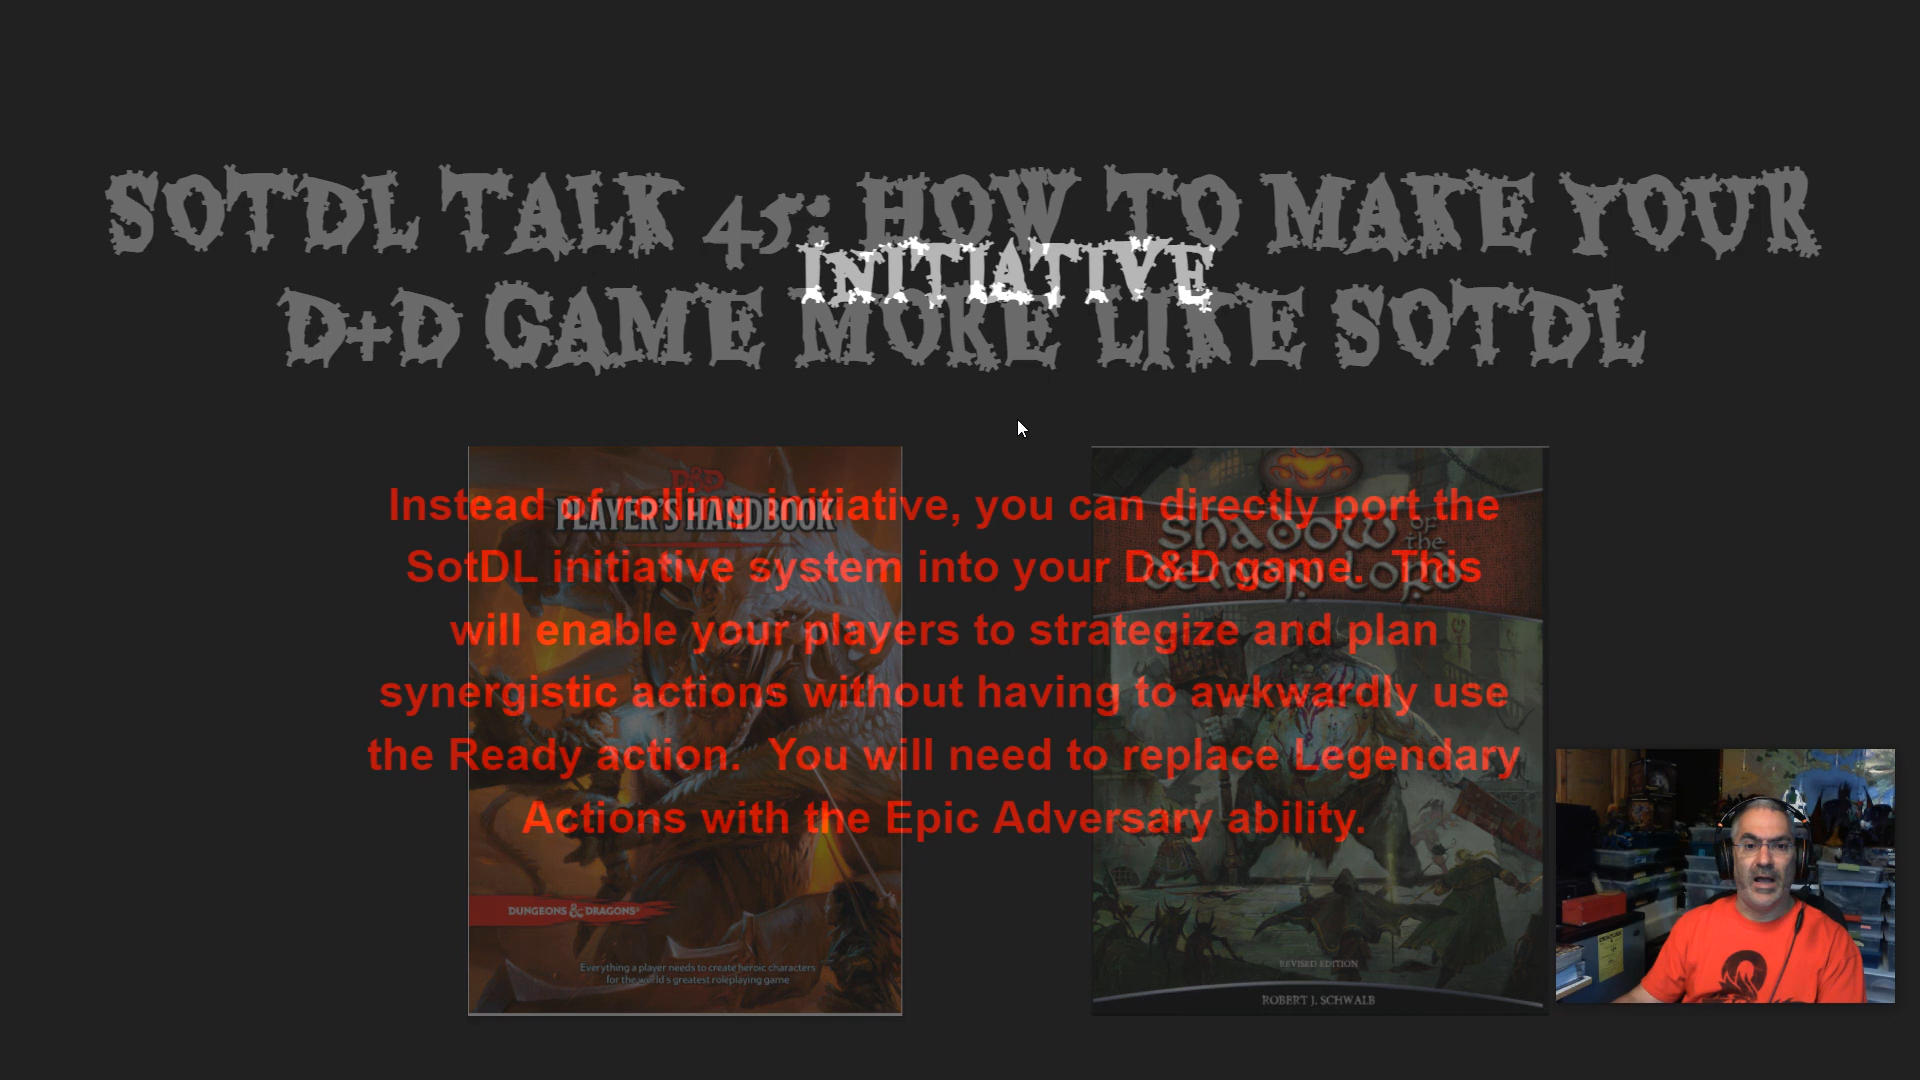 SOTDL TALK 45: HOW TO MAKE YOUR
INITIATIVE
D+D GAME MORE LIKE SOTDL
D&D
PLAYER'S HANDBOOK
Instead of rolling initiative, you can directly port the
SotDL initiative system into your D&D game. This
will enable your players to strategize and plan
synergistic actions without having to awkwardly use
the Ready action. You will need to replace Legendary
Actions with the Epic Adversary ability.
DUNGEONS & DRAGONS®
Everything a player needs to create heroic characters
for the world's greatest roleplaying game
shadow of the
demon lord
REVISED EDITION
ROBERT J. SCHWALB